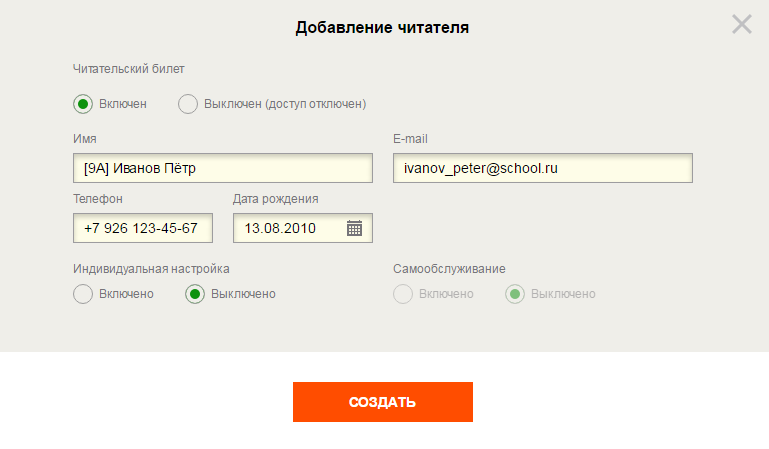 Добавление читателя
Читательский билет
Включен Выключен (доступ отключен)
Имя E-mail
[9А] Иванов Пётр ivanov_peter@school.ru
Телефон Дата рождения
+7 926 123-45-67 13.08.2010
Индивидуальная настройка Самообслуживание
Включено Выключено Включено Выключено
СОЗДАТЬ